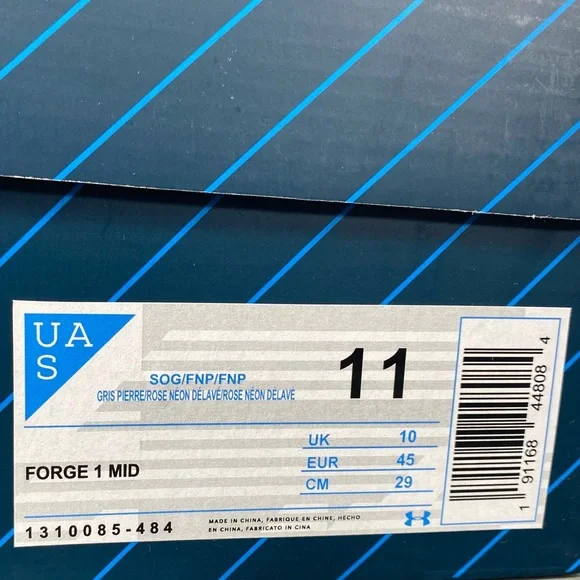 UA
S
SOG/FNP/FNP
GRIS PIERRE/ROSE NÉON DÉLAVÉ/ROSE NÉON DELAVÉ
11
UK 10
EUR 45
CM 29
FORGE 1 MID
1310085-484
MADE IN CHINA, FABRIQUE EN CHINE, HECHO
EN CHINA, FABRICATO IN CINA
1 91168 44808 4